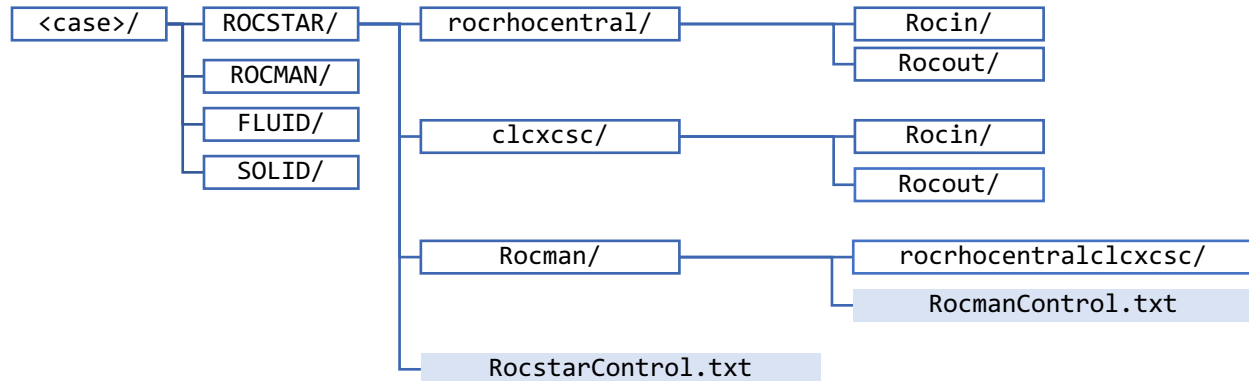 <case>/
ROCSTAR/
rocrhocentral/
Rocin/
Rocout/
ROCMAN/
FLUID/
SOLID/
clcxcsc/
Rocin/
Rocout/
Rocman/
rocrhocentralclcxcsc/
RocmanControl.txt
RocstarControl.txt